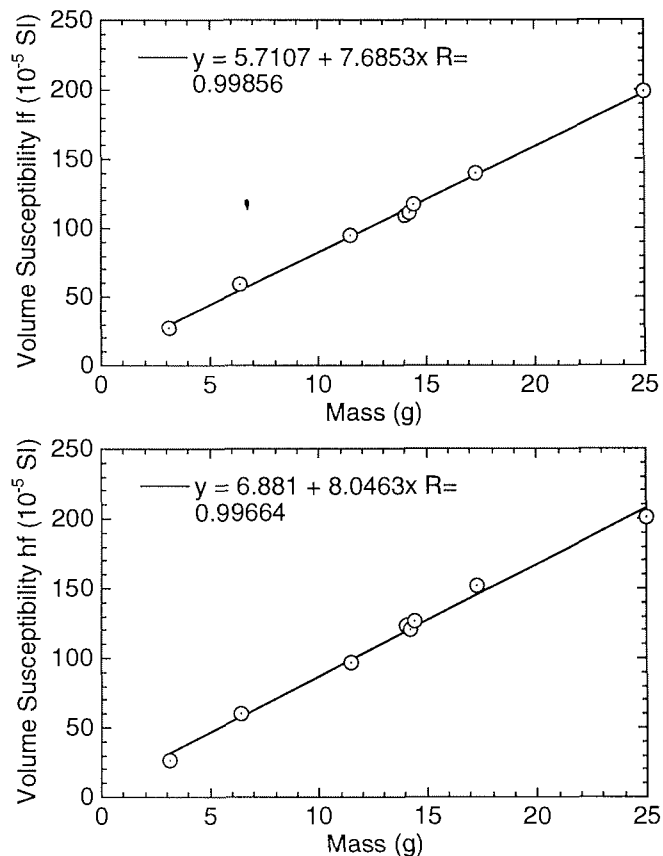 250
200
150
100
50
0
Volume Susceptibility lf (10⁻⁵ SI)
y = 5.7107 + 7.6853x R=
0.99856
0 5 10 15 20 25
Mass (g)
250
200
150
100
50
0
Volume Susceptibility hf (10⁻⁵ SI)
y = 6.881 + 8.0463x R=
0.99664
0 5 10 15 20 25
Mass (g)